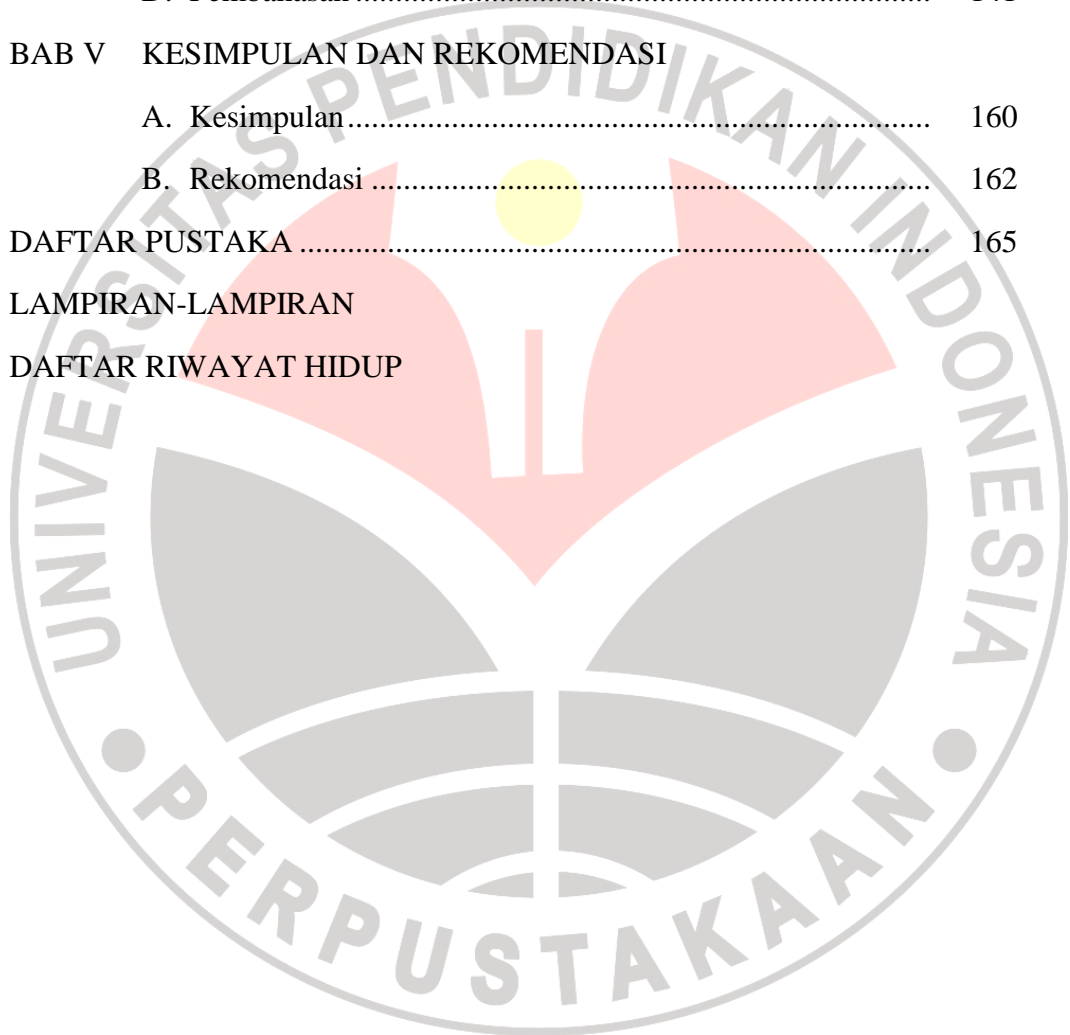 BAB V KESIMPULAN DAN REKOMENDASI
A. Kesimpulan .......................................................................... 160
B. Rekomendasi ....................................................................... 162
DAFTAR PUSTAKA ................................................................................ 165
LAMPIRAN-LAMPIRAN
DAFTAR RIWAYAT HIDUP
UNIVERSITAS PENDIDIKAN INDONESIA
PERPUSTAKAAN